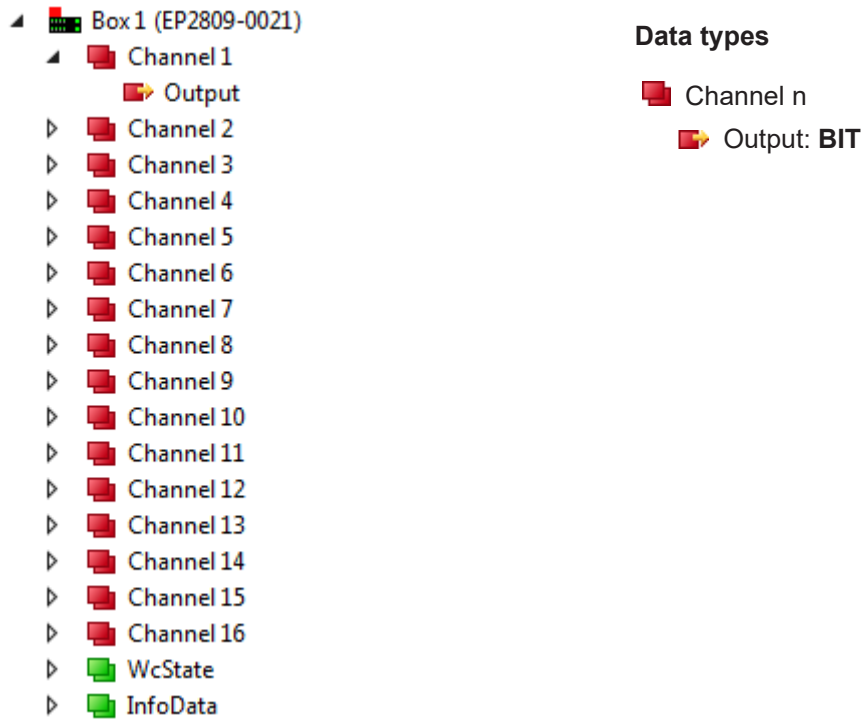 Box 1 (EP2809-0021)
Channel 1
Output
Channel 2
Channel 3
Channel 4
Channel 5
Channel 6
Channel 7
Channel 8
Channel 9
Channel 10
Channel 11
Channel 12
Channel 13
Channel 14
Channel 15
Channel 16
WcState
InfoData
Data types
Channel n
Output: BIT